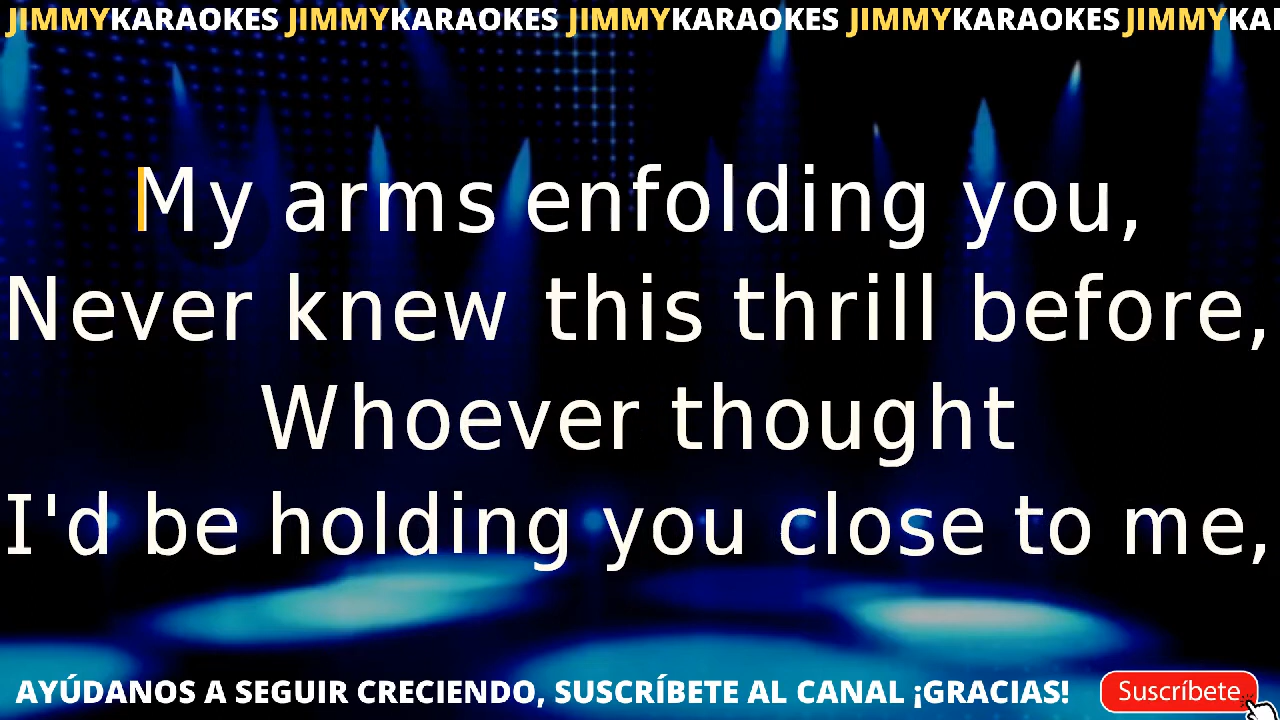 JIMMYKARAOKES JIMMYKARAOKES JIMMYKARAOKES JIMMYKARAOKES JIMMYKAI
My arms enfolding you,
Never knew this thrill before,
Whoever thought
I'd be holding you close to me,
AYÚDANOS A SEGUIR CRECIENDO, SUSCRÍBETE AL CANAL ¡GRACIAS!
Suscríbete